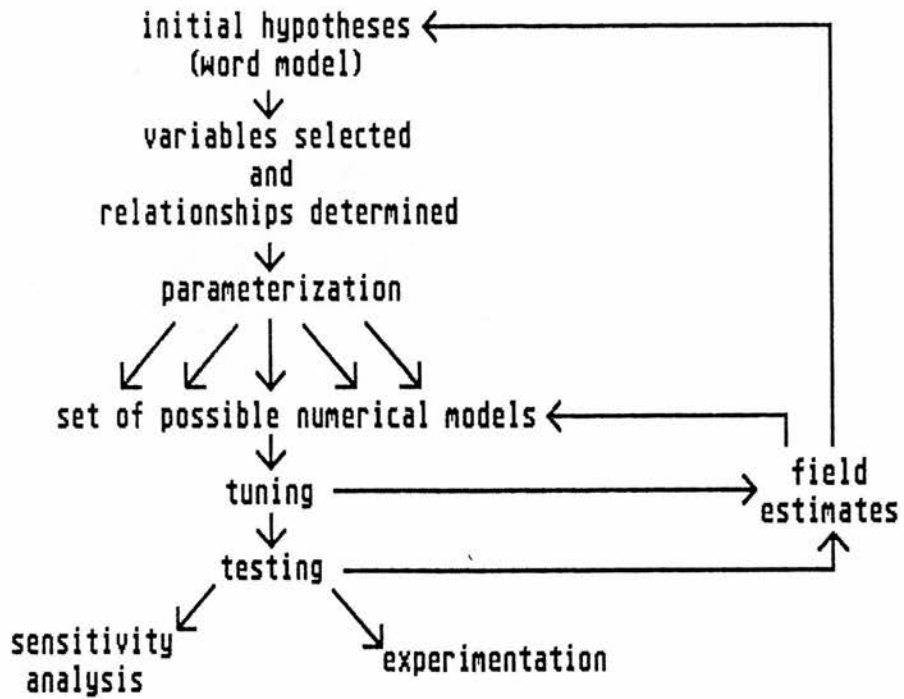 initial hypotheses
(word model)
variables selected
and
relationships determined
parameterization
set of possible numerical models
tuning
field
estimates
testing
sensitivity
analysis
experimentation